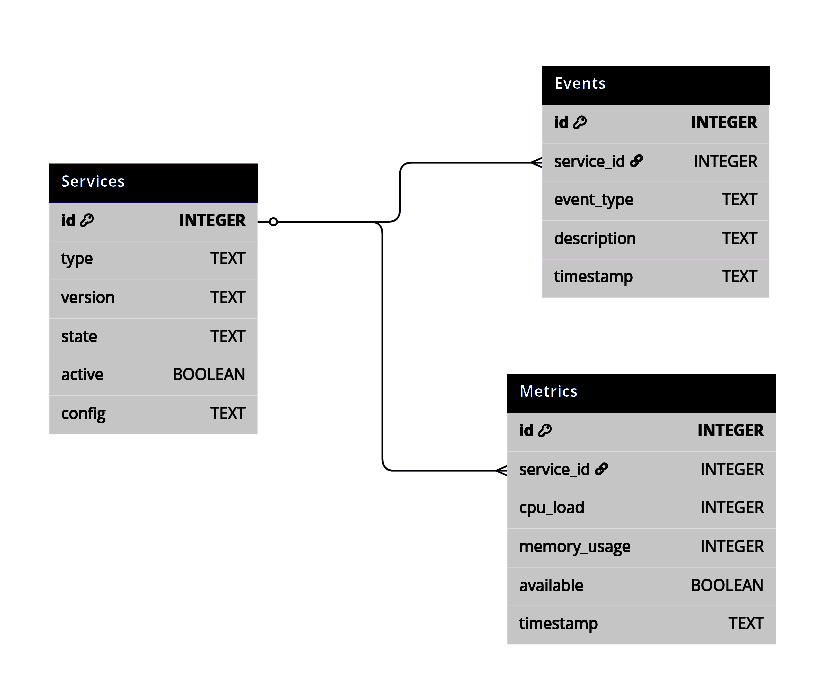 Services
id INTEGER
type TEXT
version TEXT
state TEXT
active BOOLEAN
config TEXT
Events
id INTEGER
service_id INTEGER
event_type TEXT
description TEXT
timestamp TEXT
Metrics
id INTEGER
service_id INTEGER
cpu_load INTEGER
memory_usage INTEGER
available BOOLEAN
timestamp TEXT